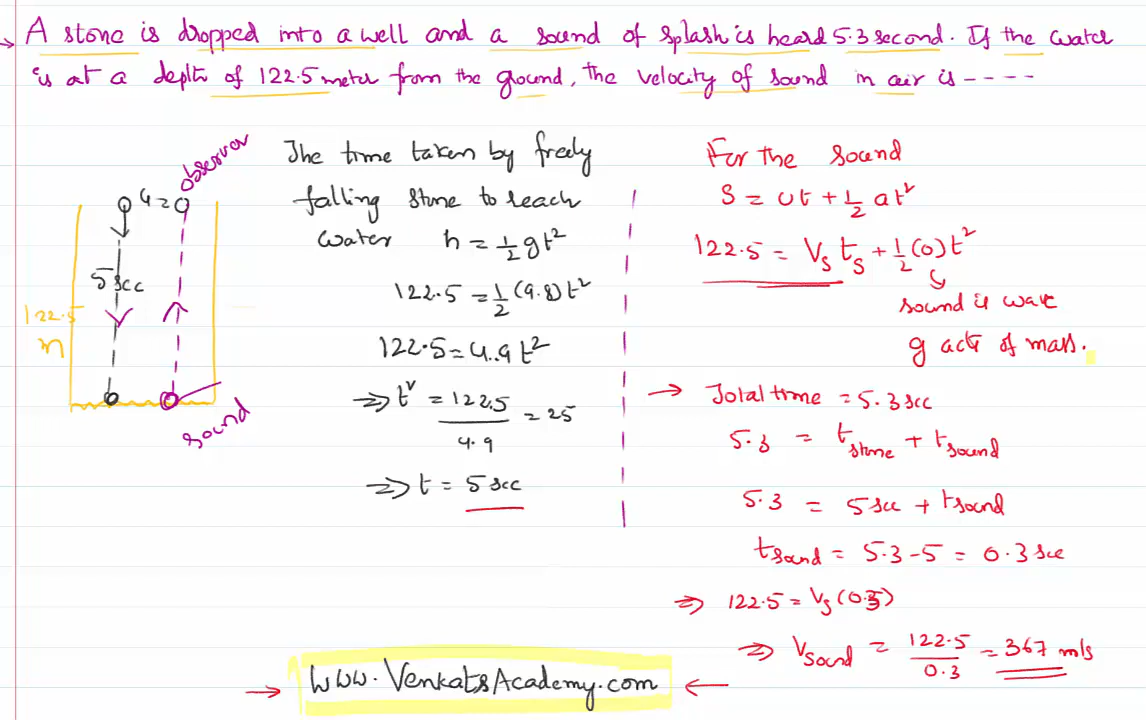 A stone is dropped into a well and a sound of splash is heard 5.3 second. If the water
is at a depth of 122.5 meter from the ground, the velocity of sound in air is ----
observer
u=0
5 sec
122.5
m
sound
The time taken by freely
falling stone to reach
water h = 1/2 gt²
122.5 = 1/2 (9.8) t²
122.5 = 4.9 t²
⇒ t² = 122.5/4.9 = 25
⇒ t = 5 sec
For the sound
S = ut + 1/2 at²
122.5 = Vs ts + 1/2 (0) t²
sound is wave
g acts of mass.
→ Total time = 5.3 sec
5.3 = t stone + t sound
5.3 = 5 sec + t sound
t sound = 5.3 - 5 = 0.3 sec
⇒ 122.5 = Vs (0.3)
⇒ V sound = 122.5/0.3 = 367 m/s
→ www.VenkatsAcademy.com ←